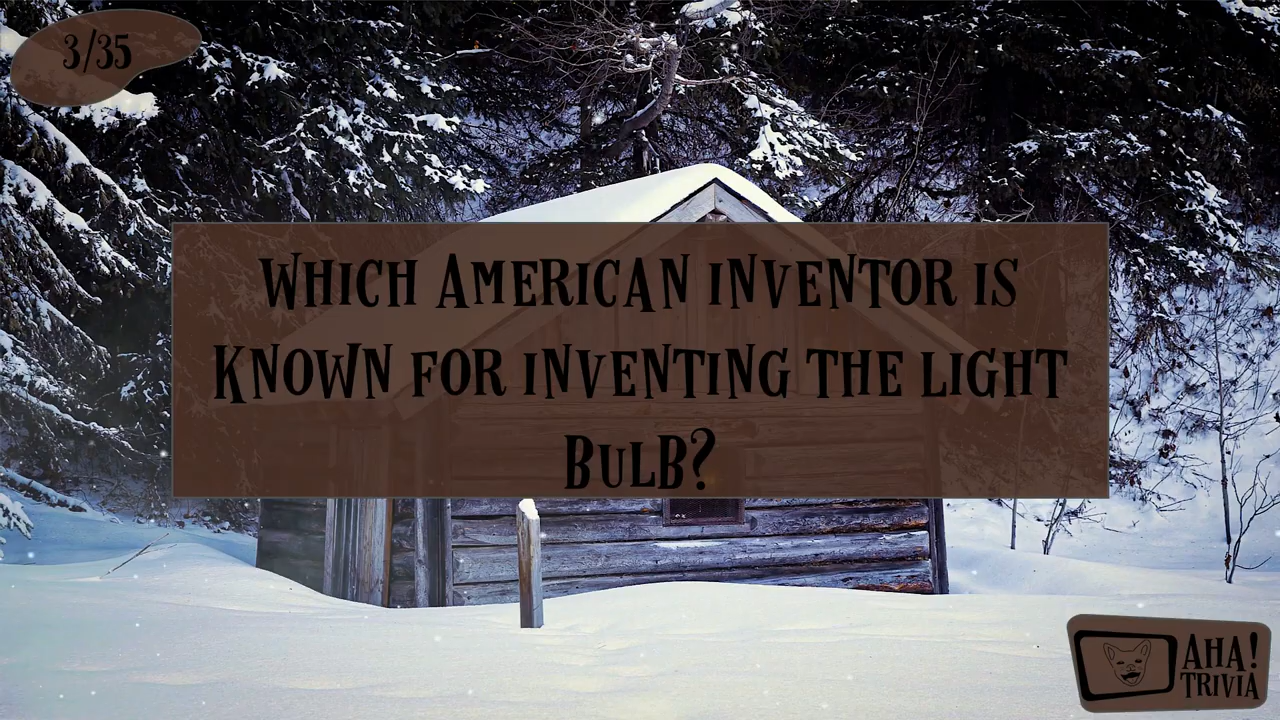 3/35
Which American inventor is
Known for inventing the light
Bulb?
Aha!
Trivia